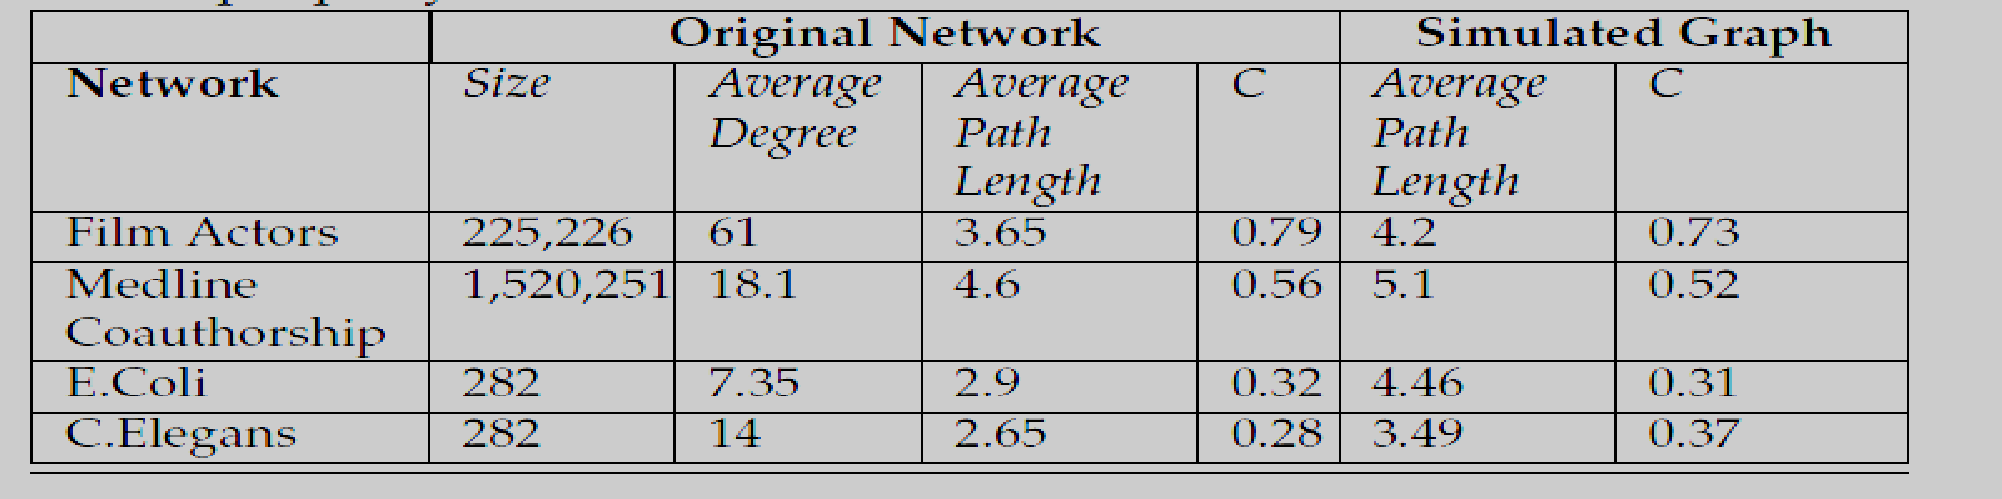 Original Network Simulated Graph
Network Size Average Average C Average C
Degree Path Path
Length Length
Film Actors 225,226 61 3.65 0.79 4.2 0.73
Medline 1,520,251 18.1 4.6 0.56 5.1 0.52
Coauthorship
E.Coli 282 7.35 2.9 0.32 4.46 0.31
C.Elegans 282 14 2.65 0.28 3.49 0.37